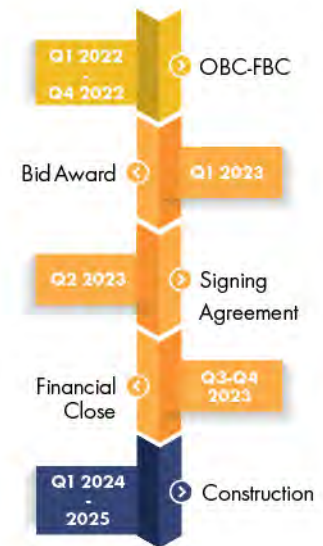 Q1 2022
-
Q4 2022
OBC-FBC
Bid Award
Q1 2023
Q2 2023
Signing
Agreement
Financial
Close
Q3-Q4
2023
Q1 2024
-
2025
Construction